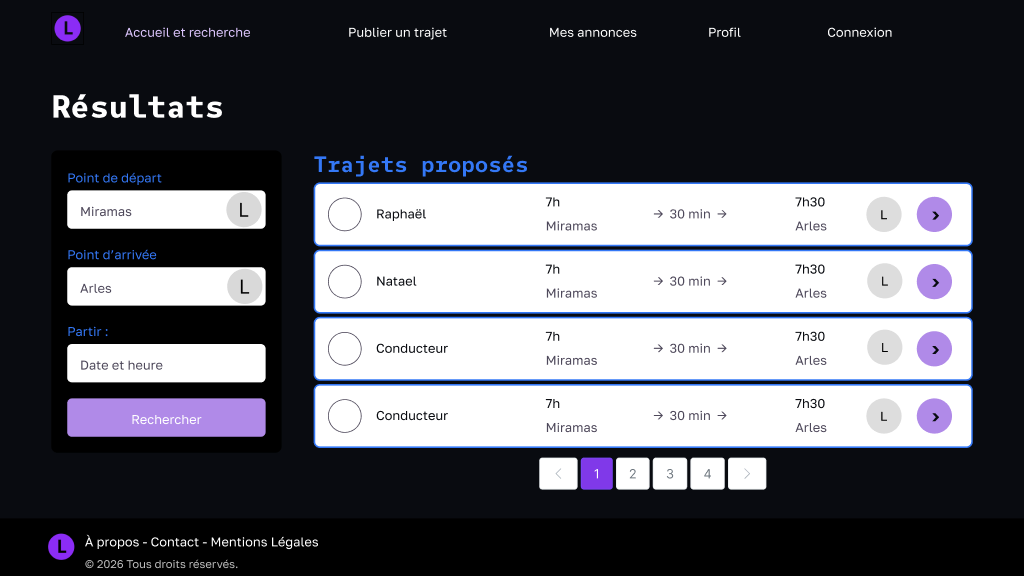 L Accueil et recherche Publier un trajet Mes annonces Profil Connexion
Résultats
Point de départ
Miramas L
Point d’arrivée
Arles L
Partir :
Date et heure
Rechercher
Trajets proposés
Raphaël 7h Miramas → 30 min → 7h30 Arles L ›
Natael 7h Miramas → 30 min → 7h30 Arles L ›
Conducteur 7h Miramas → 30 min → 7h30 Arles L ›
Conducteur 7h Miramas → 30 min → 7h30 Arles L ›
< 1 2 3 4 >
L À propos - Contact - Mentions Légales
© 2026 Tous droits réservés.